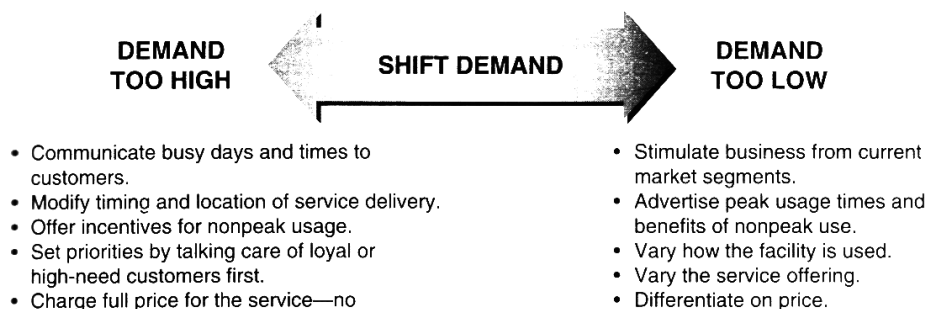 DEMAND
TOO HIGH
SHIFT DEMAND
DEMAND
TOO LOW
• Communicate busy days and times to
customers.
• Modify timing and location of service delivery.
• Offer incentives for nonpeak usage.
• Set priorities by talking care of loyal or
high-need customers first.
• Charge full price for the service—no
• Stimulate business from current
market segments.
• Advertise peak usage times and
benefits of nonpeak use.
• Vary how the facility is used.
• Vary the service offering.
• Differentiate on price.